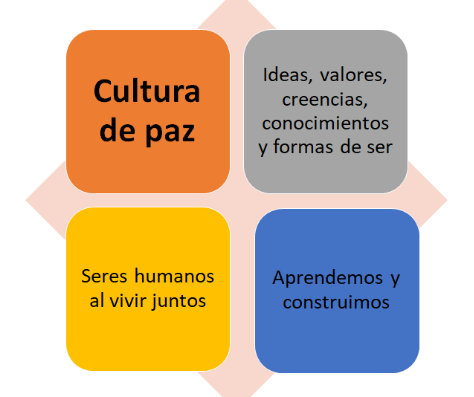 Cultura
de paz
Ideas, valores,
creencias,
conocimientos
y formas de ser
Seres humanos
al vivir juntos
Aprendemos y
construimos